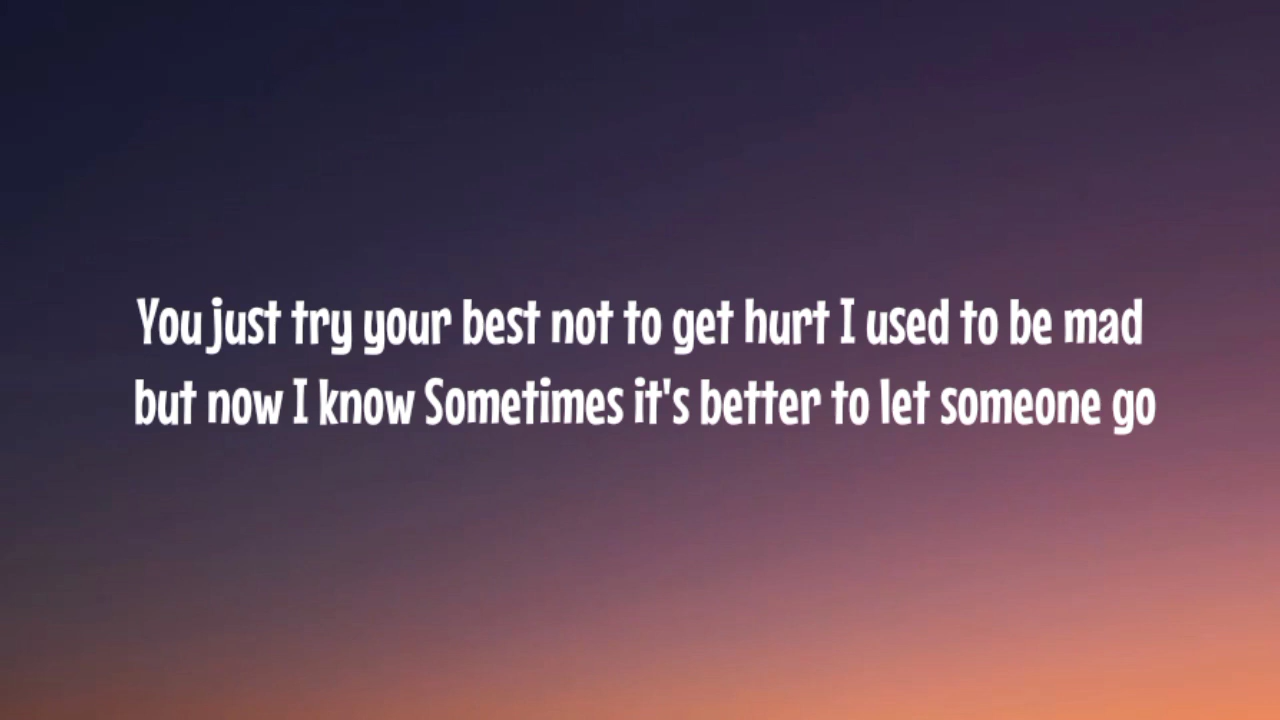 You just try your best not to get hurt I used to be mad
but now I know Sometimes it's better to let someone go